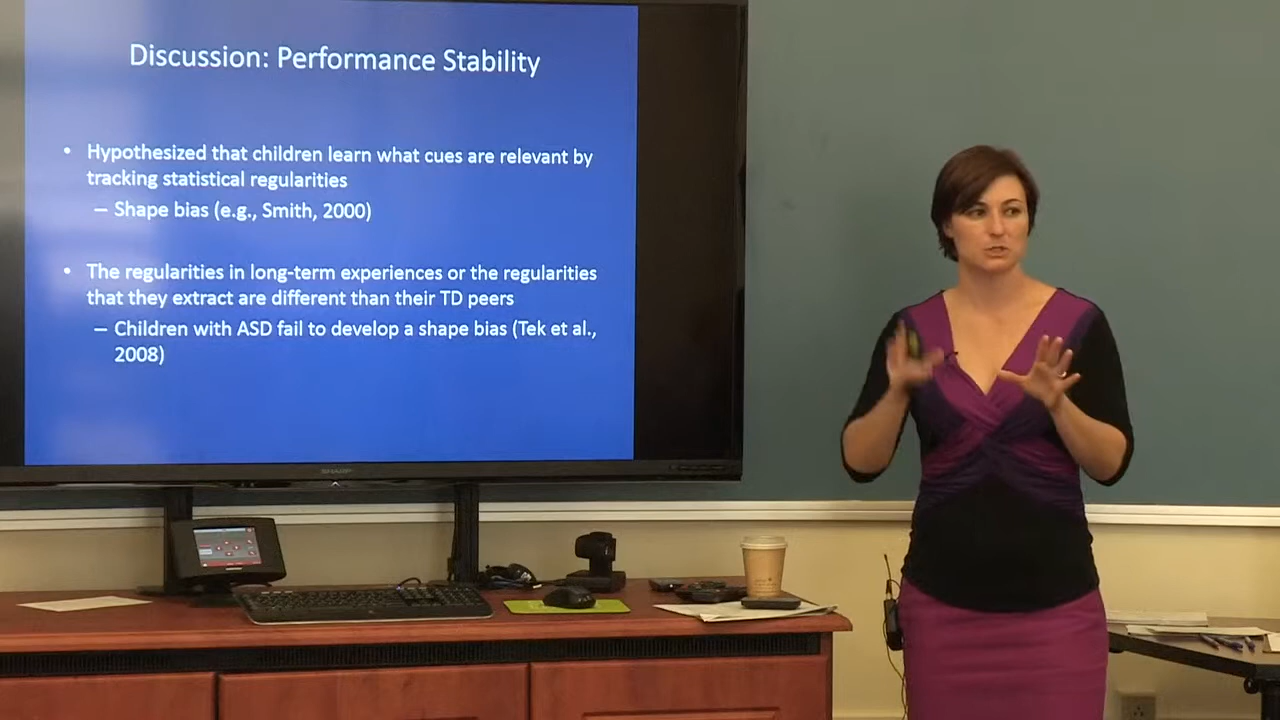 Discussion: Performance Stability
• Hypothesized that children learn what cues are relevant by
tracking statistical regularities
– Shape bias (e.g., Smith, 2000)
• The regularities in long-term experiences or the regularities
that they extract are different than their TD peers
– Children with ASD fail to develop a shape bias (Tek et al.,
2008)
SHARP